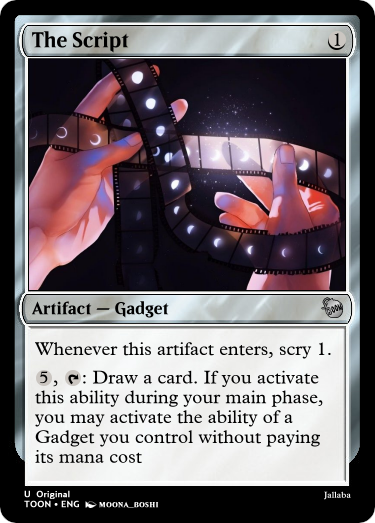 The Script 1
Artifact — Gadget
BOOM
Whenever this artifact enters, scry 1.
5, T: Draw a card. If you activate
this ability during your main phase,
you may activate the ability of a
Gadget you control without paying
its mana cost
U Original
TOON • ENG MOONA_BOSHI
Jallaba